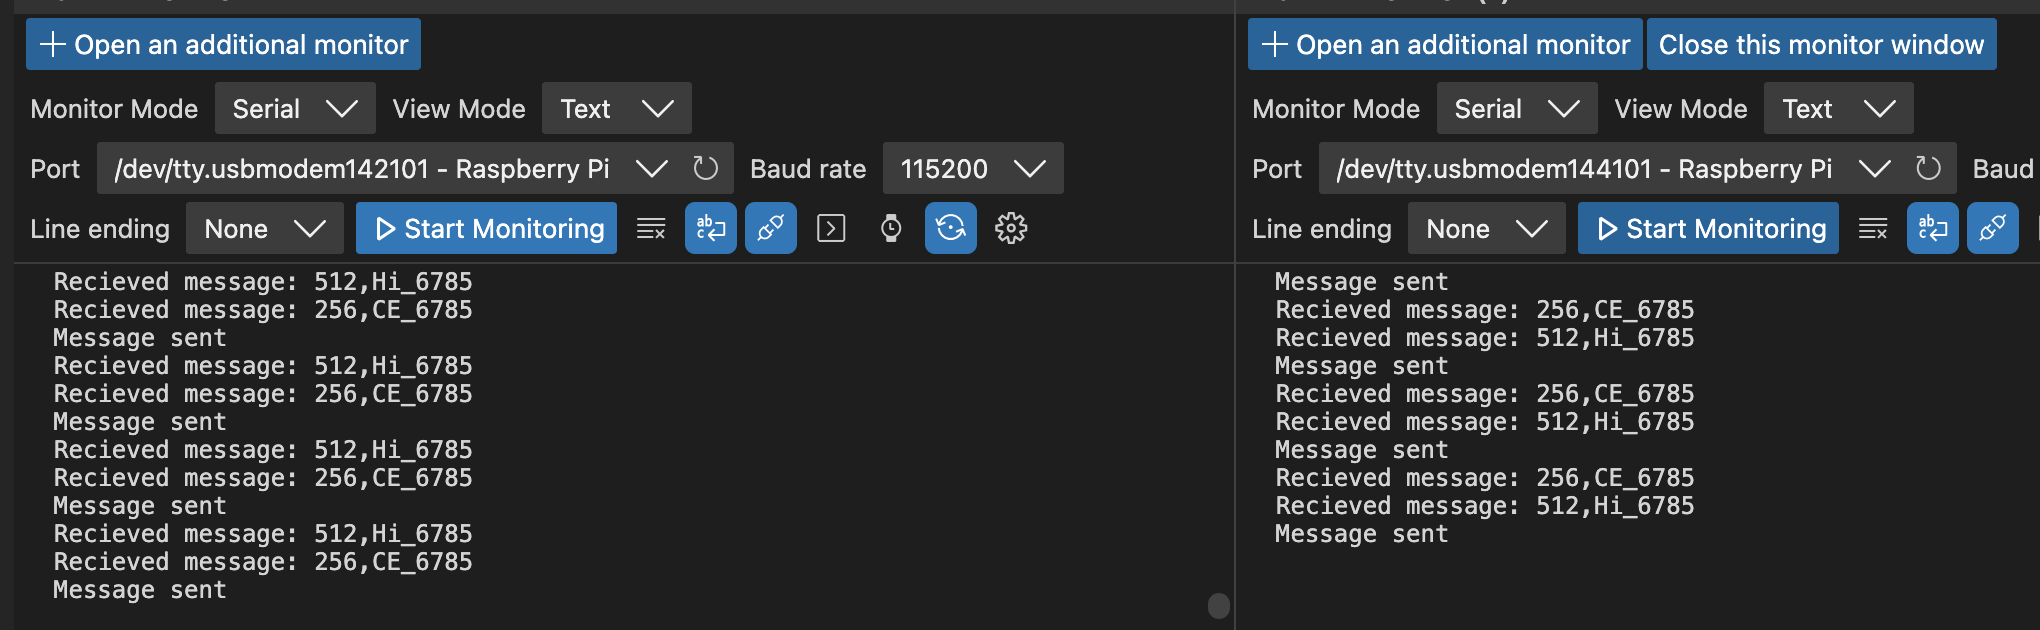 Open an additional monitor
Monitor Mode Serial View Mode Text
Port /dev/tty.usbmodem142101 - Raspberry Pi Baud rate 115200
Line ending None Start Monitoring
Recieved message: 512,Hi_6785
Recieved message: 256,CE_6785
Message sent
Recieved message: 512,Hi_6785
Recieved message: 256,CE_6785
Message sent
Recieved message: 512,Hi_6785
Recieved message: 256,CE_6785
Message sent
Recieved message: 512,Hi_6785
Recieved message: 256,CE_6785
Message sent
Open an additional monitor Close this monitor window
Monitor Mode Serial View Mode Text
Port /dev/tty.usbmodem144101 - Raspberry Pi Baud
Line ending None Start Monitoring
Message sent
Recieved message: 256,CE_6785
Recieved message: 512,Hi_6785
Message sent
Recieved message: 256,CE_6785
Recieved message: 512,Hi_6785
Message sent
Recieved message: 256,CE_6785
Recieved message: 512,Hi_6785
Message sent